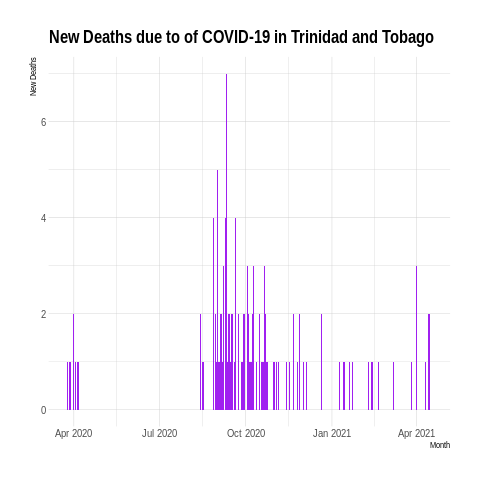 New Deaths due to of COVID-19 in Trinidad and Tobago
New Deaths
6
4
2
0
Apr 2020 Jul 2020 Oct 2020 Jan 2021 Apr 2021
Month